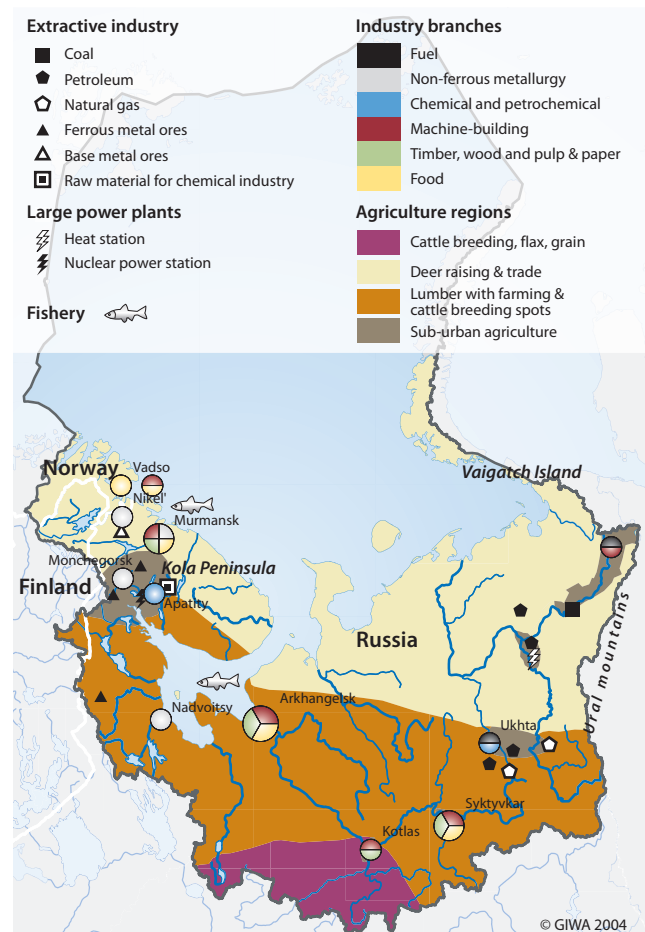 Extractive industry
Coal
Petroleum
Natural gas
Ferrous metal ores
Base metal ores
Raw material for chemical industry
Large power plants
Heat station
Nuclear power station
Fishery
Industry branches
Fuel
Non-ferrous metallurgy
Chemical and petrochemical
Machine-building
Timber, wood and pulp & paper
Food
Agriculture regions
Cattle breeding, flax, grain
Deer raising & trade
Lumber with farming &
cattle breeding spots
Sub-urban agriculture
Norway
Vadso
Vaigatch Island
Nikel'
Murmansk
Monchegorsk
Kola Peninsula
Finland
Apatity
Russia
Ural mountains
Nadvoitsy
Arkhangelsk
Ukhta
Syktyvkar
Kotlas
© GIWA 2004